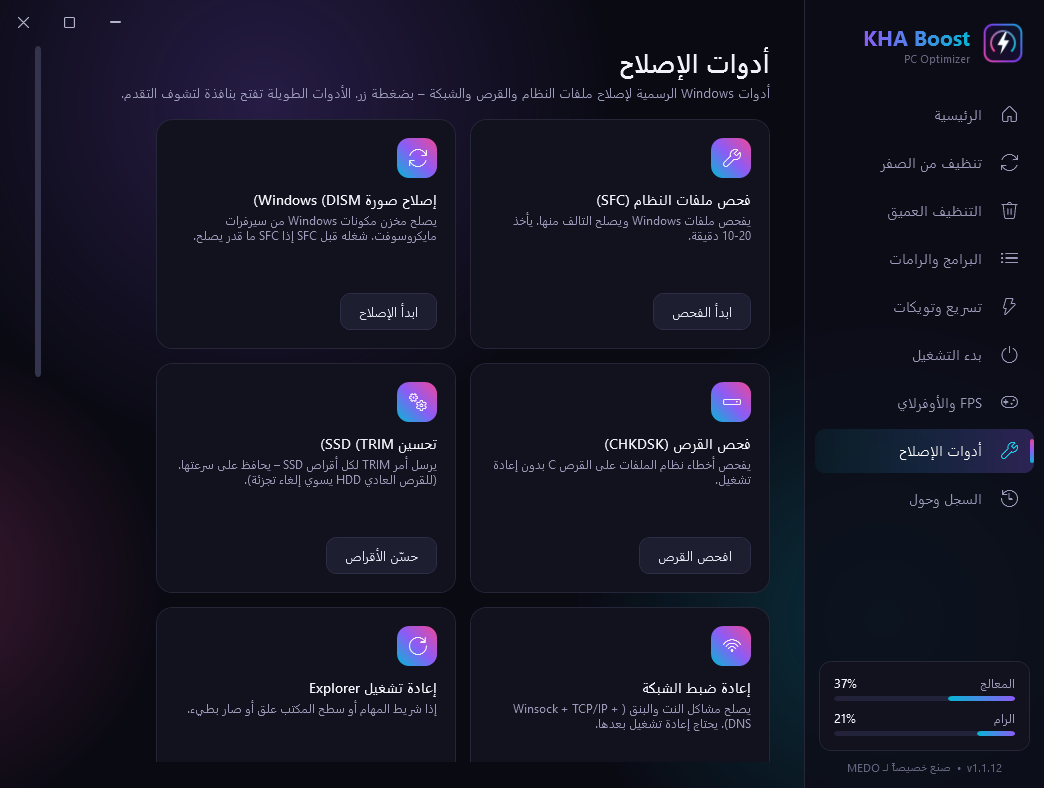 KHA Boost
PC Optimizer
الرئيسية
تنظيف من الصفر
التنظيف العميق
البرامج والرامات
تسريع وتويكات
بدء التشغيل
FPS والأوفرلاي
أدوات الإصلاح
السجل وحول
المعالج 37%
الرام 21%
v1.1.12 • صنع خصيصاً لـ MEDO
أدوات الإصلاح
أدوات Windows الرسمية لإصلاح ملفات النظام والقرص والشبكة – بضغطة زر. الأدوات الطويلة تفتح بنافذة لتشوف التقدم.
فحص ملفات النظام (SFC)
يفحص ملفات Windows ويصلح التالف منها. يأخذ
10-20 دقيقة.
ابدأ الفحص
إصلاح صورة Windows (DISM)
يصلح مخزن مكونات Windows من سيرفرات
مايكروسوفت. شغله قبل SFC إذا SFC ما قدر يصلح.
ابدأ الإصلاح
فحص القرص (CHKDSK)
يفحص أخطاء نظام الملفات على القرص C بدون إعادة
تشغيل.
افحص القرص
تحسين SSD (TRIM)
يرسل أمر TRIM لكل أقراص SSD – يحافظ على سرعتها.
(للقرص العادي HDD يسوي إلغاء تجزئة).
حسّن الأقراص
إعادة ضبط الشبكة
يصلح مشاكل النت والبنق (Winsock + TCP/IP +
DNS). يحتاج إعادة تشغيل بعدها.
إعادة تشغيل Explorer
إذا شريط المهام أو سطح المكتب علق أو صار بطيء.